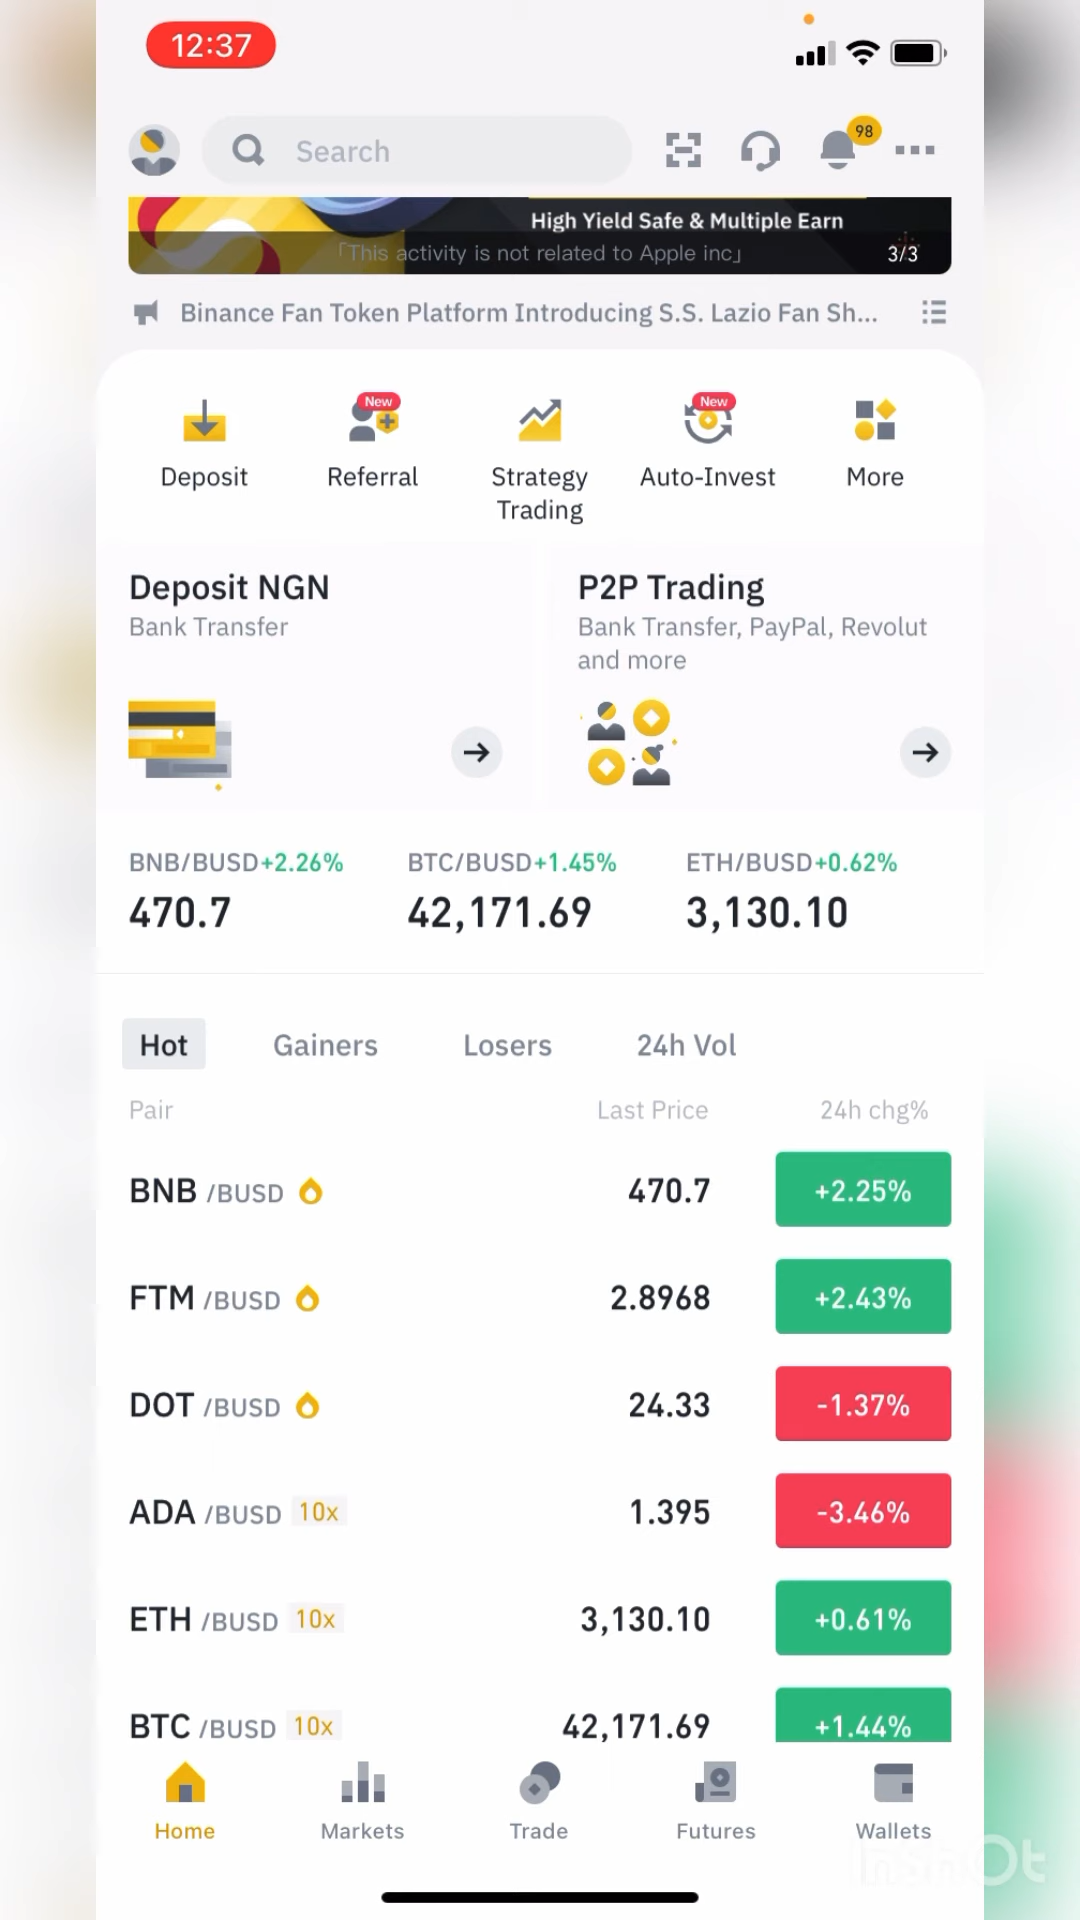 12:37
98
Search
High Yield Safe & Multiple Earn
「This activity is not related to Apple inc」
3/3
Binance Fan Token Platform Introducing S.S. Lazio Fan Sh...
New
New
Deposit
Referral
Strategy
Trading
Auto-Invest
More
Deposit NGN
Bank Transfer
P2P Trading
Bank Transfer, PayPal, Revolut
and more
BNB/BUSD+2.26%
470.7
BTC/BUSD+1.45%
42,171.69
ETH/BUSD+0.62%
3,130.10
Hot
Gainers
Losers
24h Vol
Pair
Last Price
24h chg%
BNB /BUSD 470.7 +2.25%
FTM /BUSD 2.8968 +2.43%
DOT /BUSD 24.33 -1.37%
ADA /BUSD 10x 1.395 -3.46%
ETH /BUSD 10x 3,130.10 +0.61%
BTC /BUSD 10x 42,171.69 +1.44%
Home
Markets
Trade
Futures
Wallets
InShOt